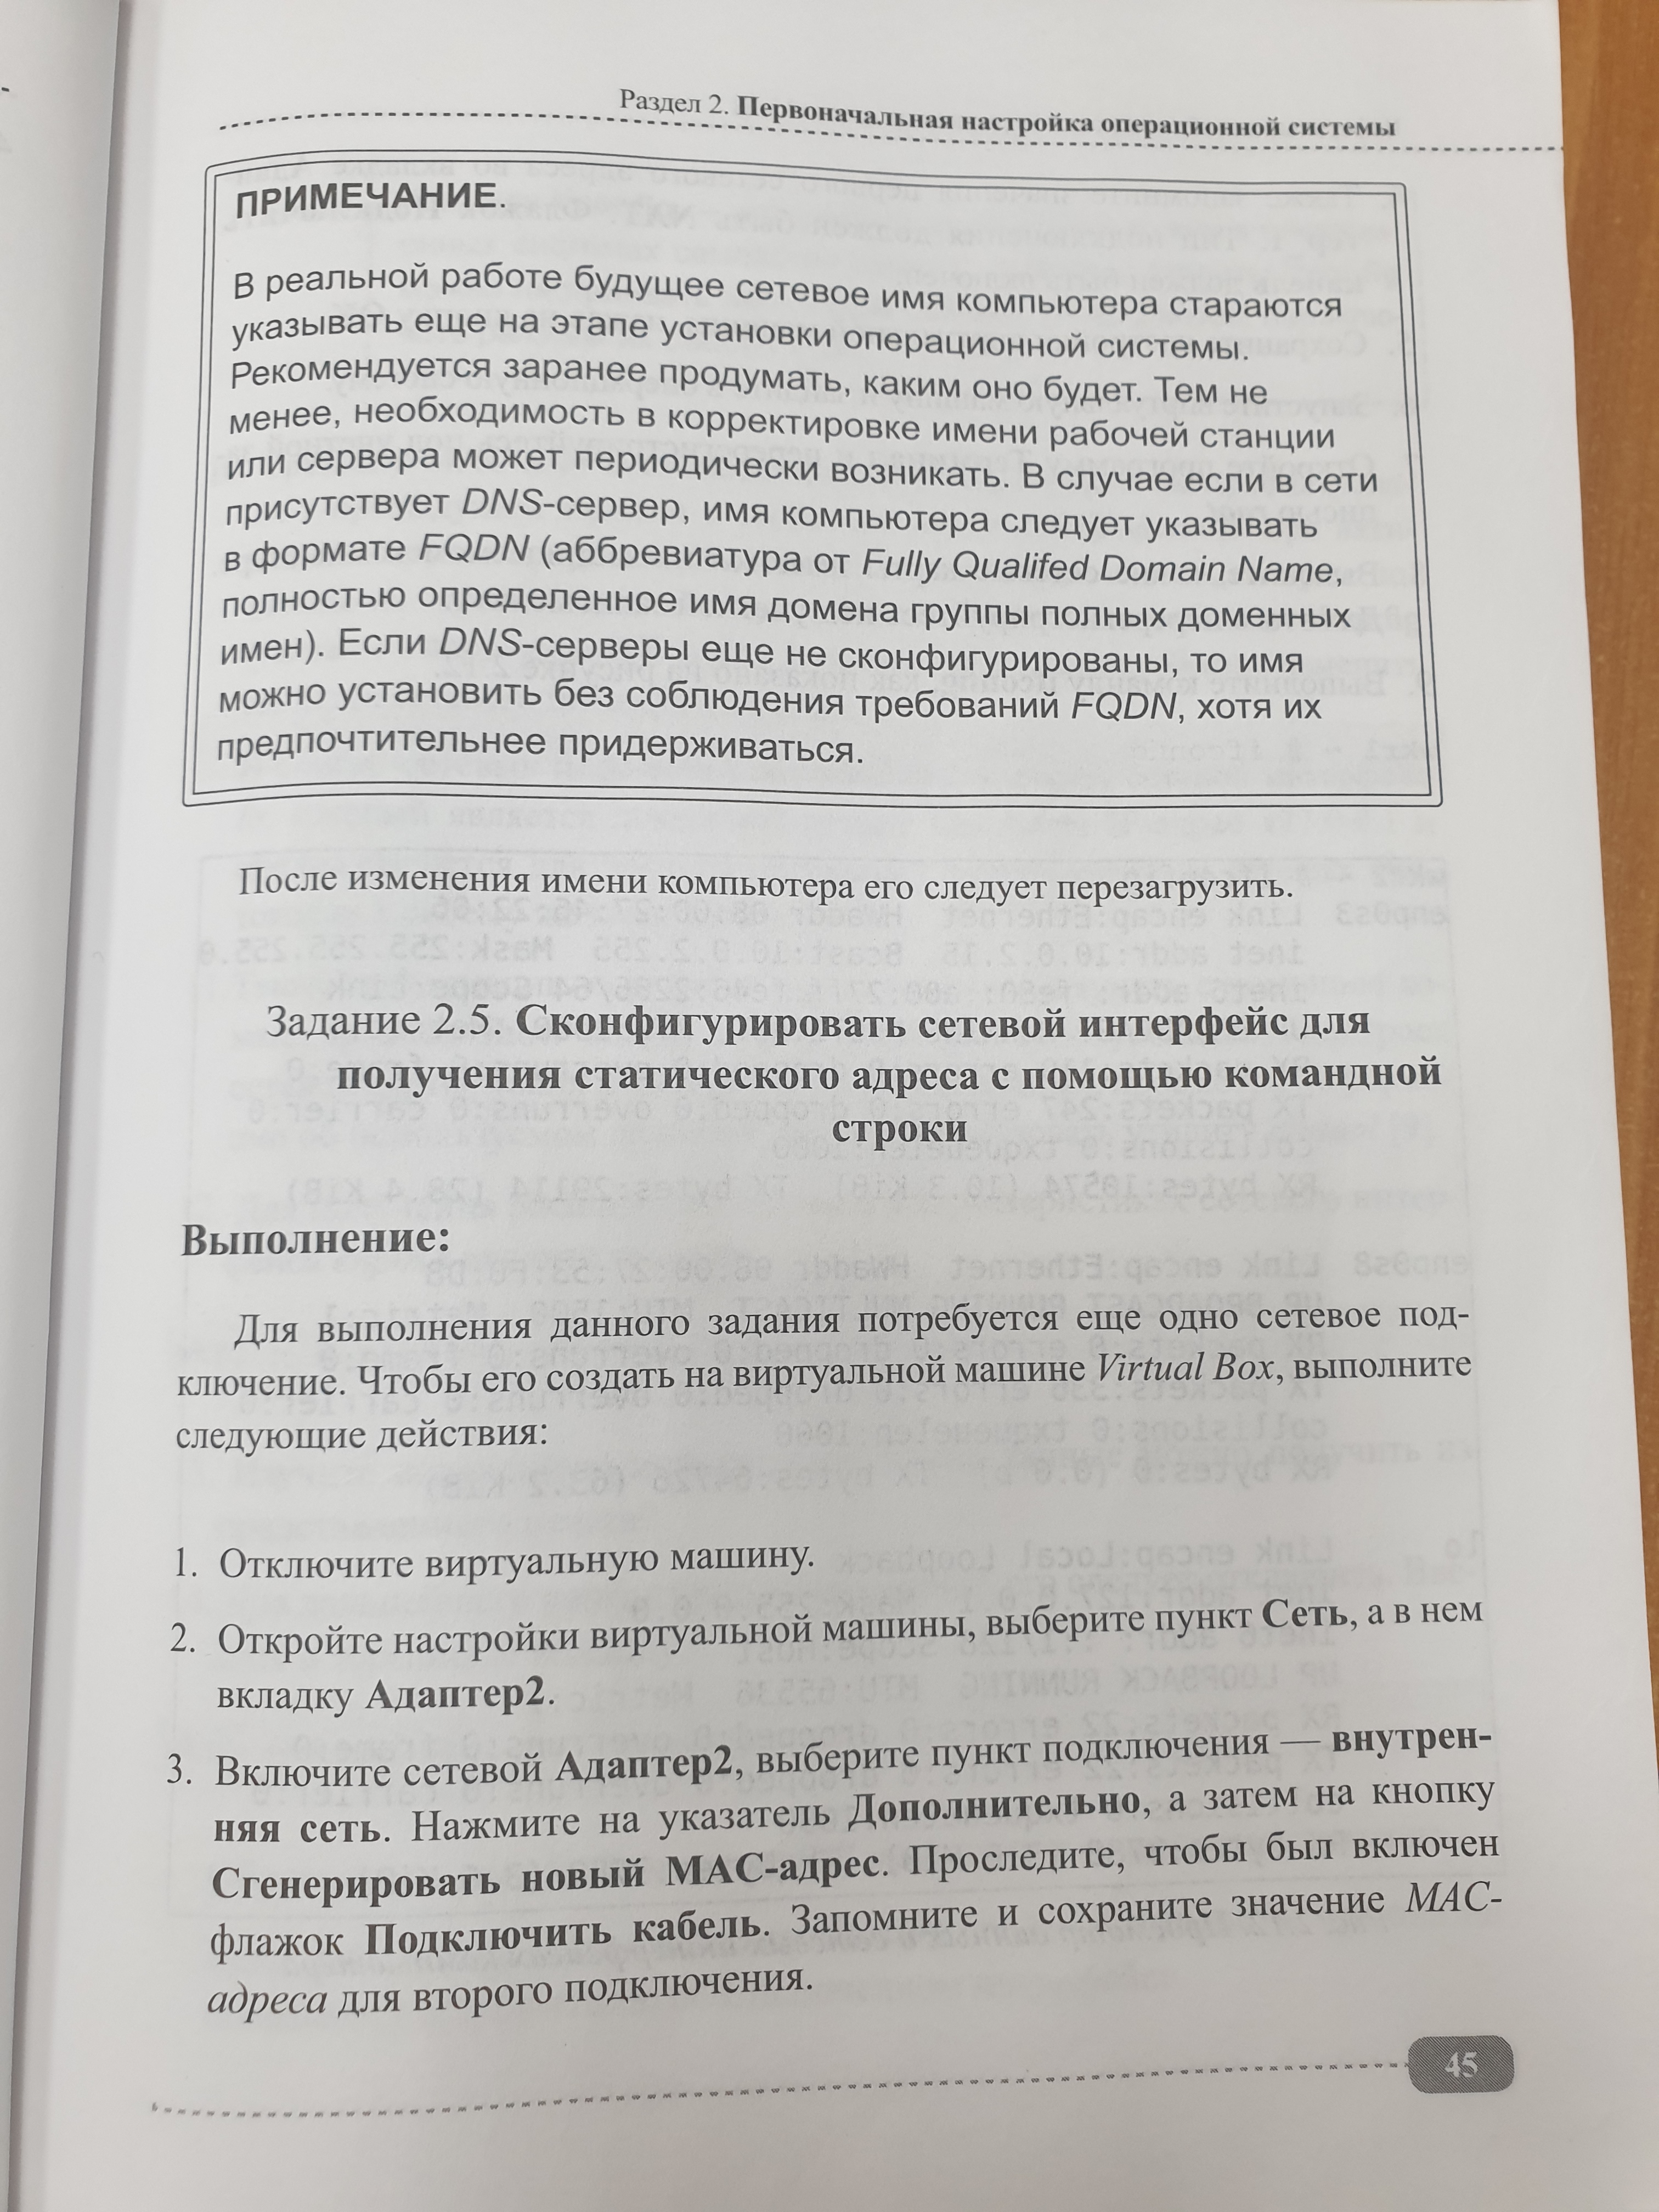 Раздел 2. Первоначальная настройка операционной системы
ПРИМЕЧАНИЕ.
В реальной работе будущее сетевое имя компьютера стараются
указывать еще на этапе установки операционной системы.
Рекомендуется заранее продумать, каким оно будет. Тем не
менее, необходимость в корректировке имени рабочей станции
или сервера может периодически возникать. В случае если в сети
присутствует DNS-сервер, имя компьютера следует указывать
в формате FQDN (аббревиатура от Fully Qualifed Domain Name,
полностью определенное имя домена группы полных доменных
имен). Если DNS-серверы еще не сконфигурированы, то имя
можно установить без соблюдения требований FQDN, хотя их
предпочтительнее придерживаться.
После изменения имени компьютера его следует перезагрузить.
Задание 2.5. Сконфигурировать сетевой интерфейс для
получения статического адреса с помощью командной
строки
Выполнение:
Для выполнения данного задания потребуется еще одно сетевое под-
ключение. Чтобы его создать на виртуальной машине Virtual Box, выполните
следующие действия:
1. Отключите виртуальную машину.
2. Откройте настройки виртуальной машины, выберите пункт Сеть, а в нем
вкладку Адаптер2.
3. Включите сетевой Адаптер2, выберите пункт подключения — внутрен-
няя сеть. Нажмите на указатель Дополнительно, а затем на кнопку
Сгенерировать новый MAC-адрес. Проследите, чтобы был включен
флажок Подключить кабель. Запомните и сохраните значение MAC-
адреса для второго подключения.
45